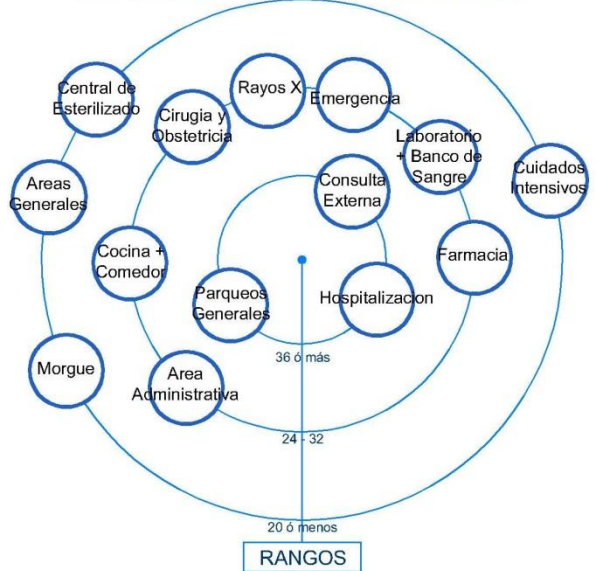 Central de
Esterilizado
Cirugia y
Obstetricia
Rayos X
Emergencia
Laboratorio
+ Banco de
Sangre
Cuidados
Intensivos
Areas
Generales
Consulta
Externa
Cocina +
Comedor
Farmacia
Parqueos
Generales
Hospitalizacion
Morgue
Area
Administrativa
36 ó más
24 - 32
20 ó menos
RANGOS